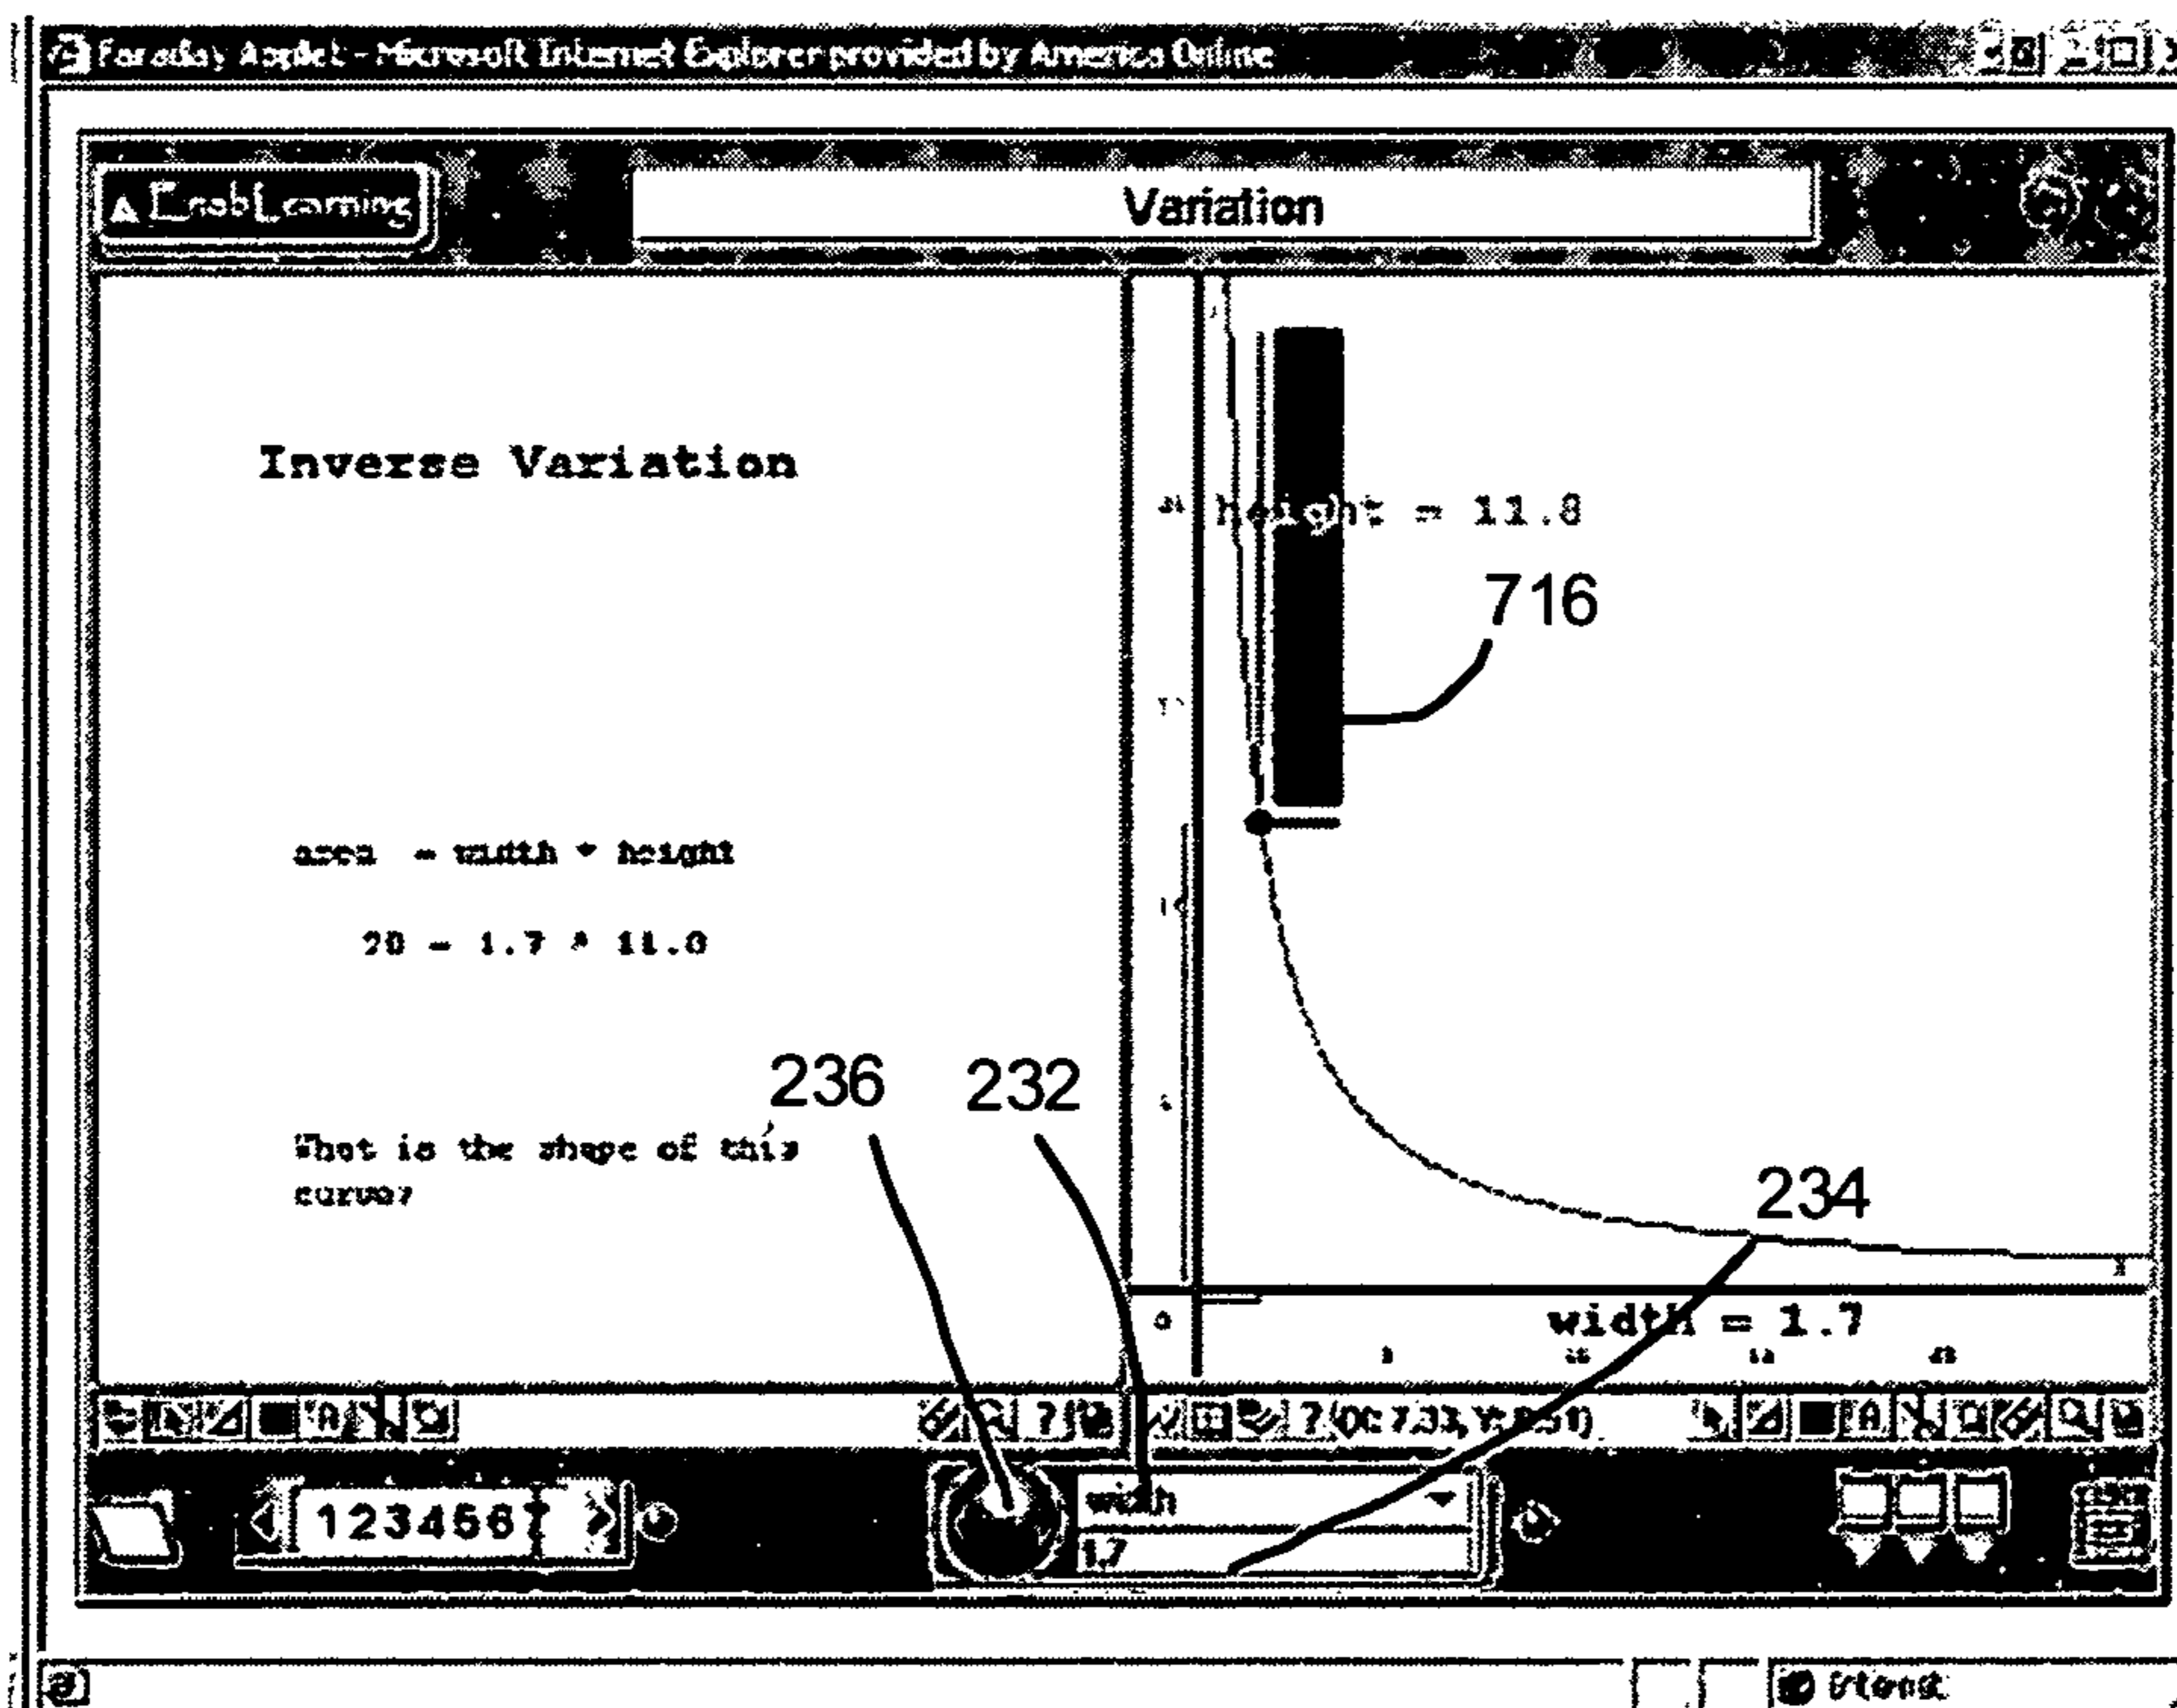 Faraday Applet - Microsoft Internet Explorer provided by America Online
EnabLearning
Variation
Inverse Variation
height = 11.8
716
area = width * height
20 = 1.7 *
236
232
What is the shape of this
curve?
234
0
width = 1.7
?
?
width
1.7
1234567